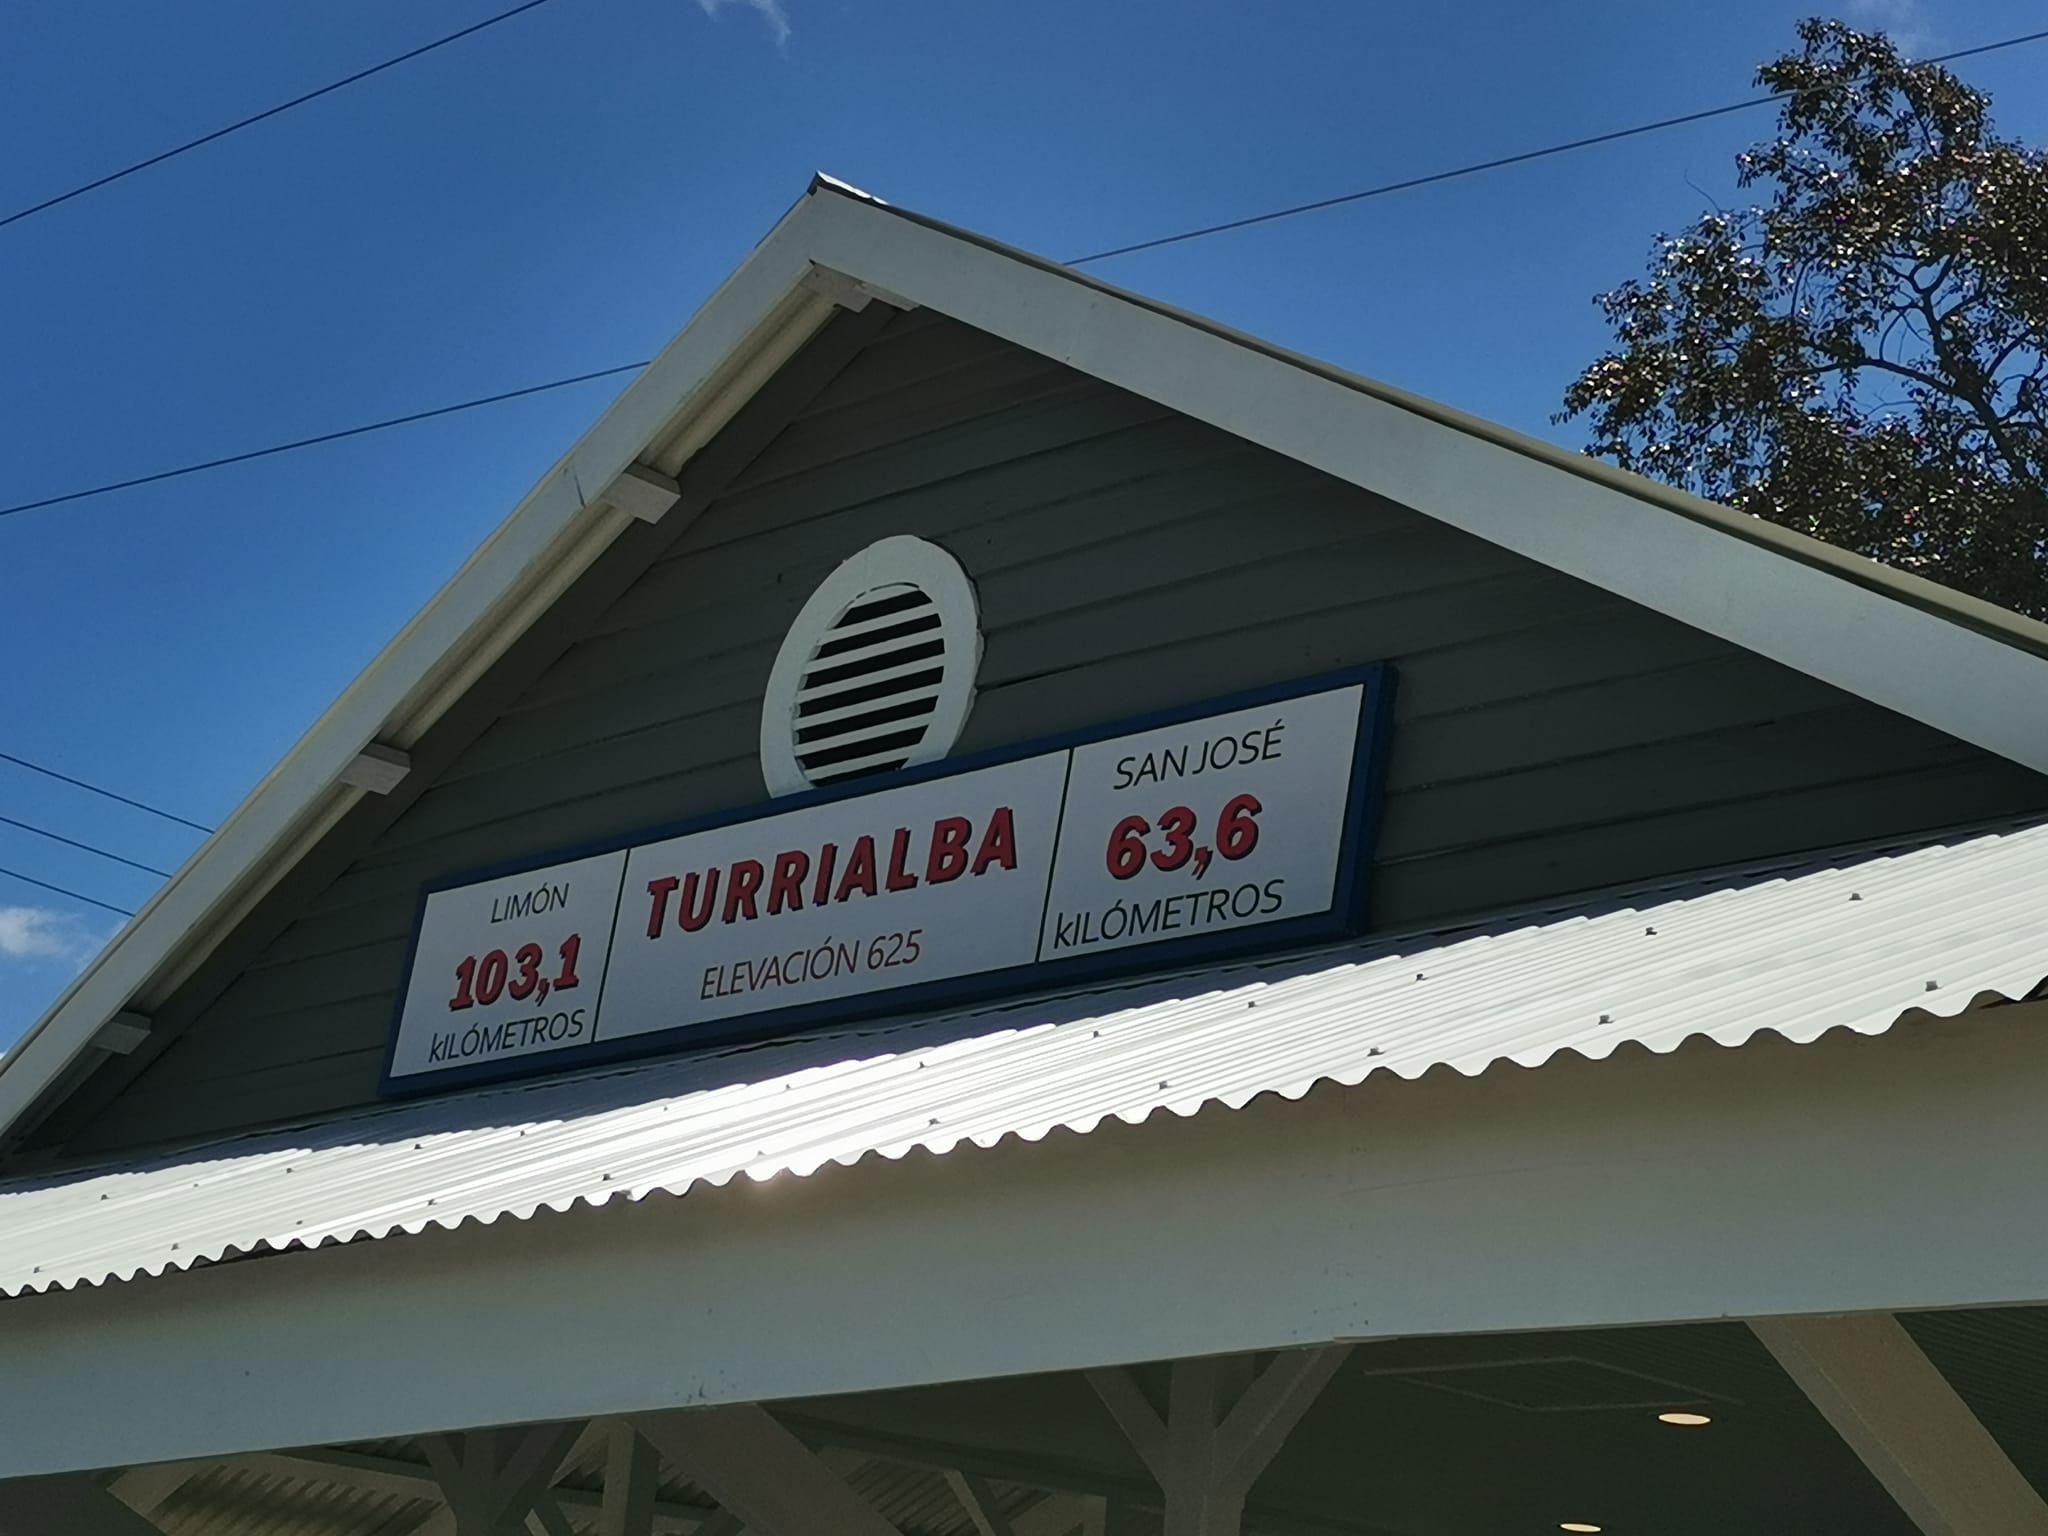 LIMÓN
103,1
kILÓMETROS
TURRIALBA
ELEVACIÓN 625
SAN JOSÉ
63,6
kILÓMETROS